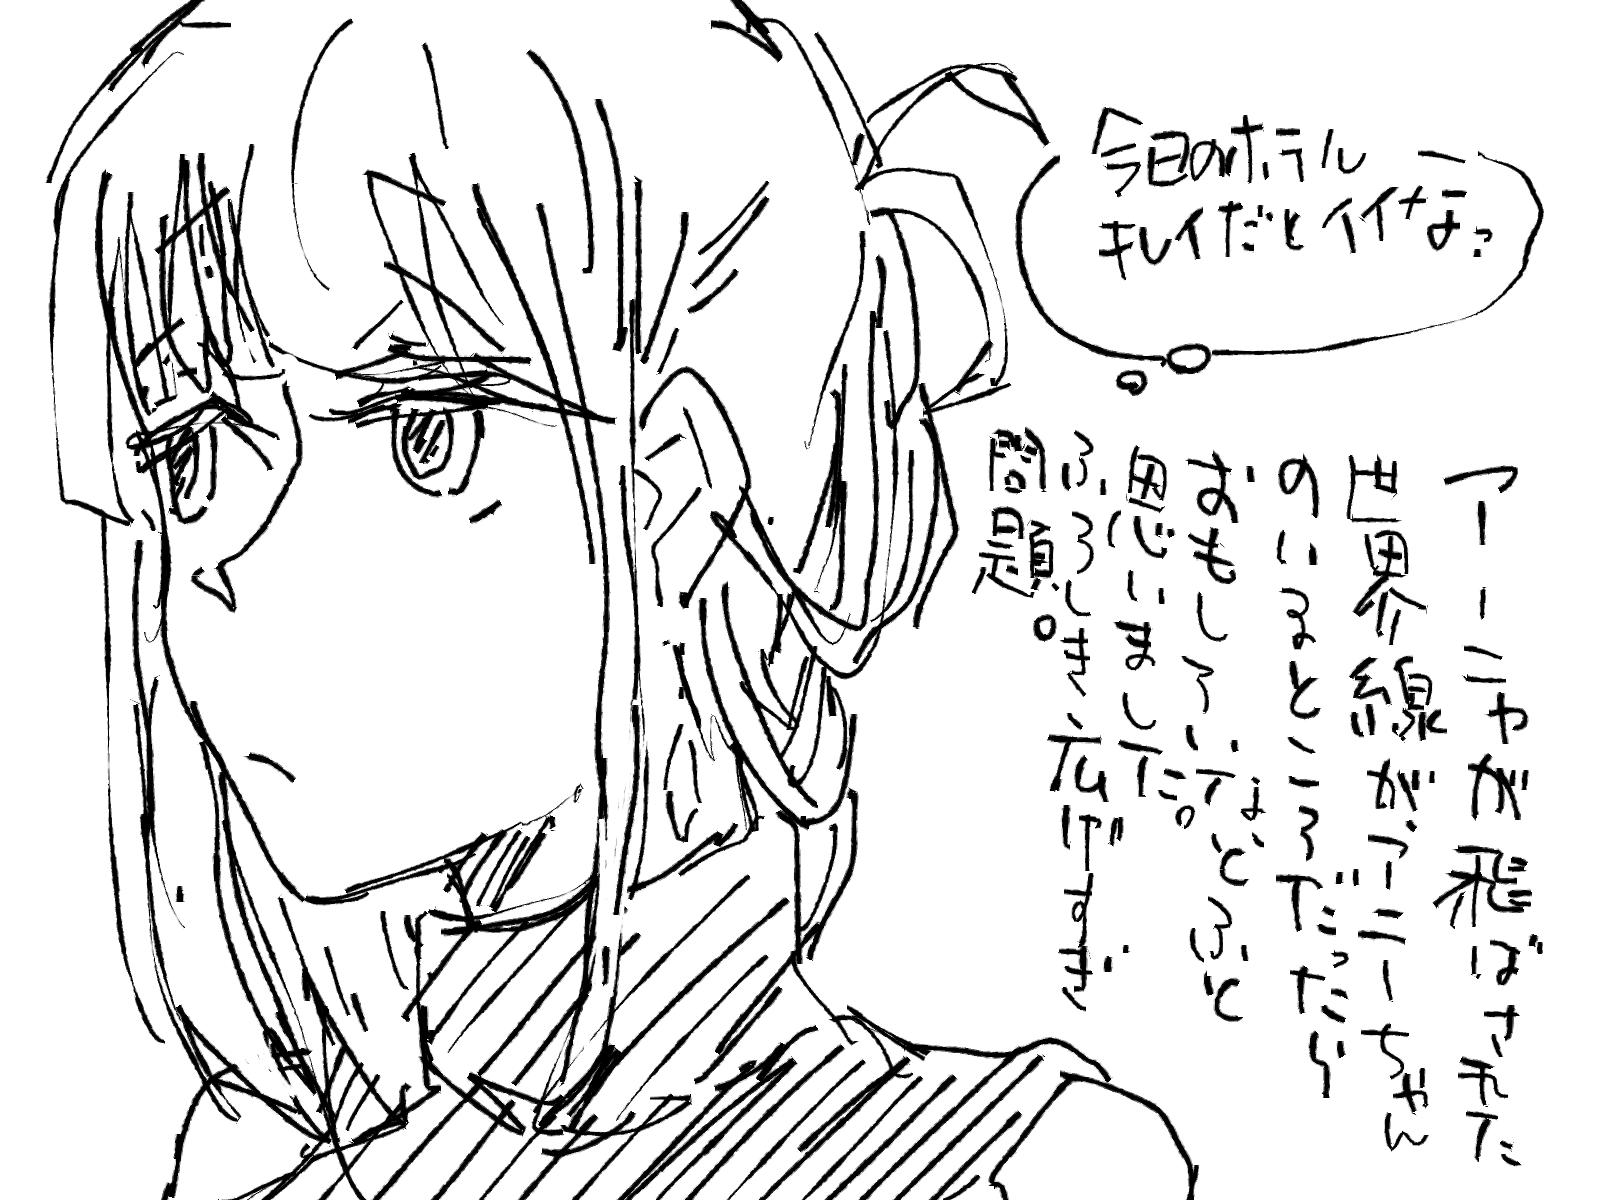 今日のホテル
キレイだとイイなっ
アーニャが飛ばされた
世界線がブニーちゃん
のいるところだったら
おもしろいなどふと
思いました。
ふろしき広げすぎ
問題。